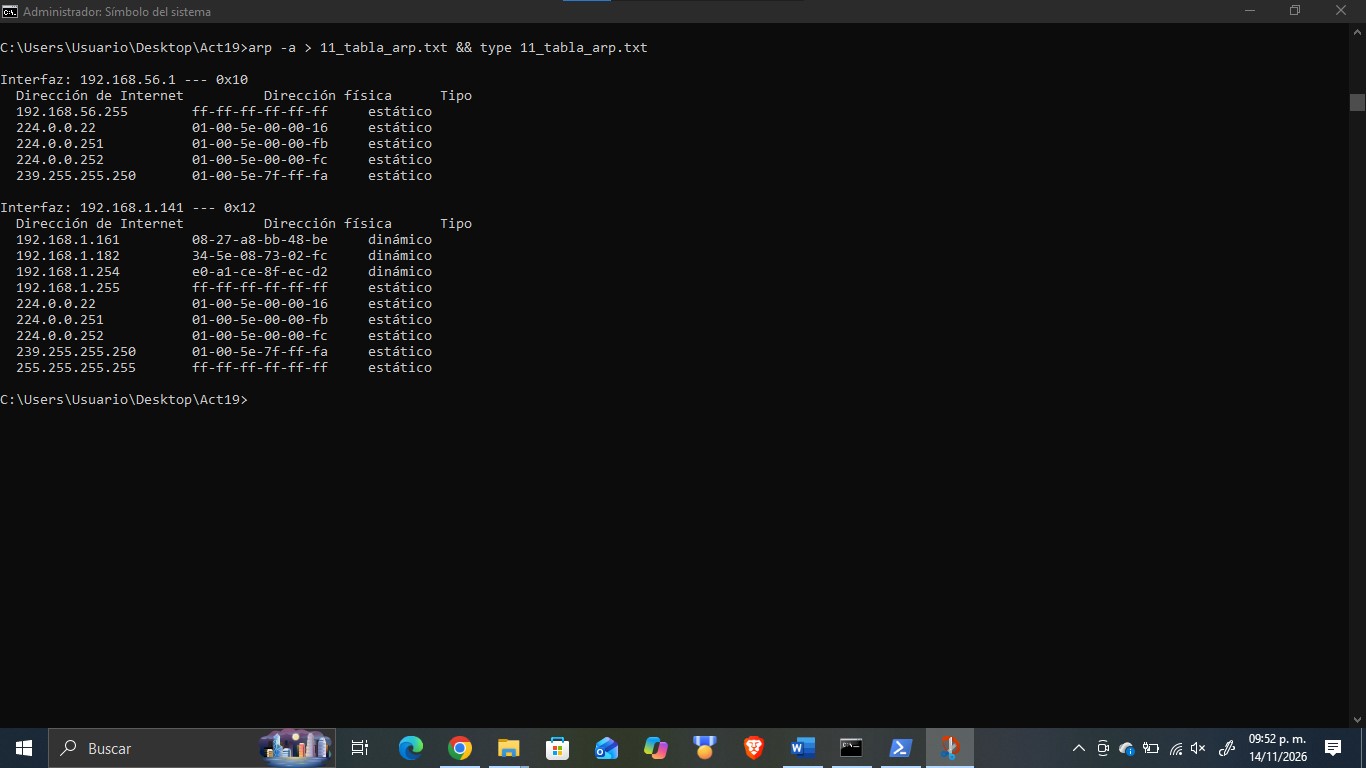 Administrador: Símbolo del sistema
C:\Users\Usuario\Desktop\Act19>arp -a > 11_tabla_arp.txt && type 11_tabla_arp.txt
Interfaz: 192.168.56.1 --- 0x10
  Dirección de Internet          Dirección física      Tipo
  192.168.56.255        ff-ff-ff-ff-ff-ff     estático
  224.0.0.22            01-00-5e-00-00-16     estático
  224.0.0.251           01-00-5e-00-00-fb     estático
  224.0.0.252           01-00-5e-00-00-fc     estático
  239.255.255.250       01-00-5e-7f-ff-fa     estático
Interfaz: 192.168.1.141 --- 0x12
  Dirección de Internet          Dirección física      Tipo
  192.168.1.161         08-27-a8-bb-48-be     dinámico
  192.168.1.182         34-5e-08-73-02-fc     dinámico
  192.168.1.254         e0-a1-ce-8f-ec-d2     dinámico
  192.168.1.255         ff-ff-ff-ff-ff-ff     estático
  224.0.0.22            01-00-5e-00-00-16     estático
  224.0.0.251           01-00-5e-00-00-fb     estático
  224.0.0.252           01-00-5e-00-00-fc     estático
  239.255.255.250       01-00-5e-7f-ff-fa     estático
  255.255.255.255       ff-ff-ff-ff-ff-ff     estático
C:\Users\Usuario\Desktop\Act19>
Buscar
09:52 p. m.
14/11/2026